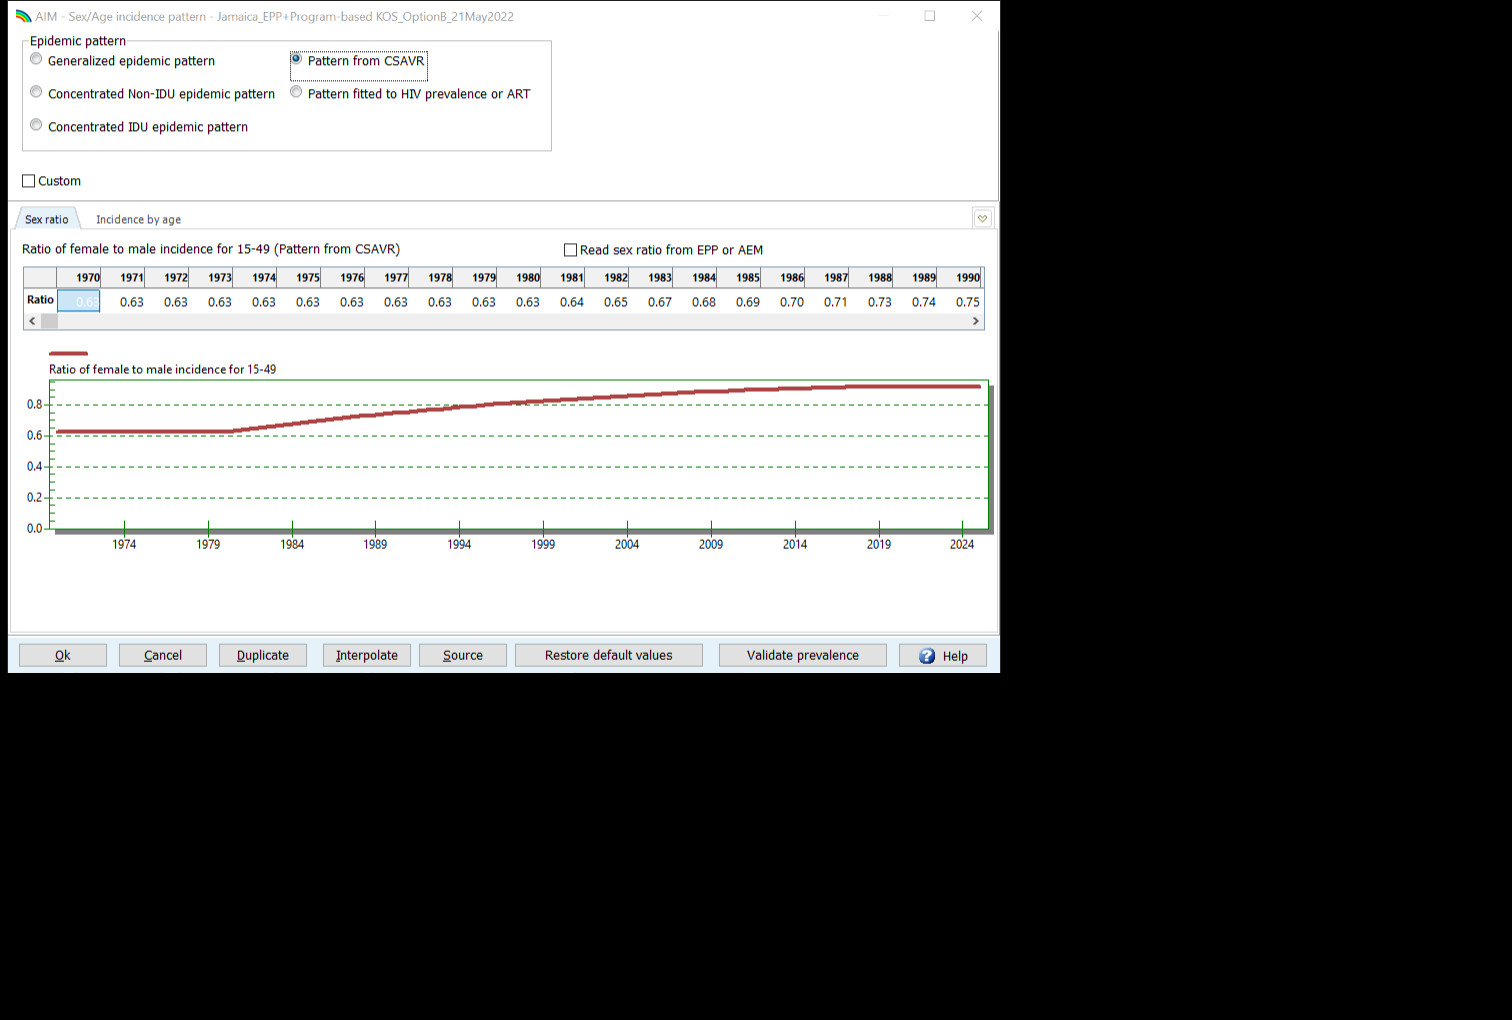 AIM - Sex/Age incidence pattern - Jamaica_EPP+Program-based KOS_OptionB_21May2022
Epidemic pattern
Generalized epidemic pattern
Pattern from CSAVR
Concentrated Non-IDU epidemic pattern
Pattern fitted to HIV prevalence or ART
Concentrated IDU epidemic pattern
Custom
Sex ratio
Incidence by age
Ratio of female to male incidence for 15-49 (Pattern from CSAVR)
Read sex ratio from EPP or AEM
1970 1971 1972 1973 1974 1975 1976 1977 1978 1979 1980 1981 1982 1983 1984 1985 1986 1987 1988 1989 1990
Ratio 0.63 0.63 0.63 0.63 0.63 0.63 0.63 0.63 0.63 0.63 0.63 0.64 0.65 0.67 0.68 0.69 0.70 0.71 0.73 0.74 0.75
Ratio of female to male incidence for 15-49
0.8
0.6
0.4
0.2
0.0
1974 1979 1984 1989 1994 1999 2004 2009 2014 2019 2024
Ok Cancel Duplicate Interpolate Source Restore default values Validate prevalence ? Help